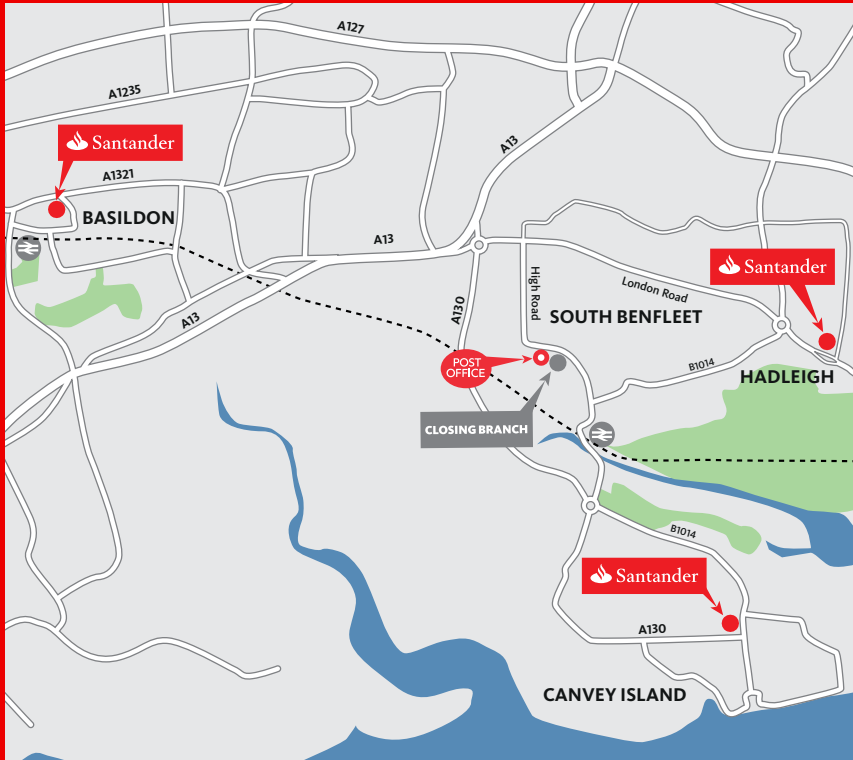 A127
A1235
A13
Santander
A1321
BASILDON
A13
Santander
London Road
High Road
A130
SOUTH BENFLEET
A13
POST
OFFICE
B1014
HADLEIGH
CLOSING BRANCH
B1014
Santander
A130
CANVEY ISLAND